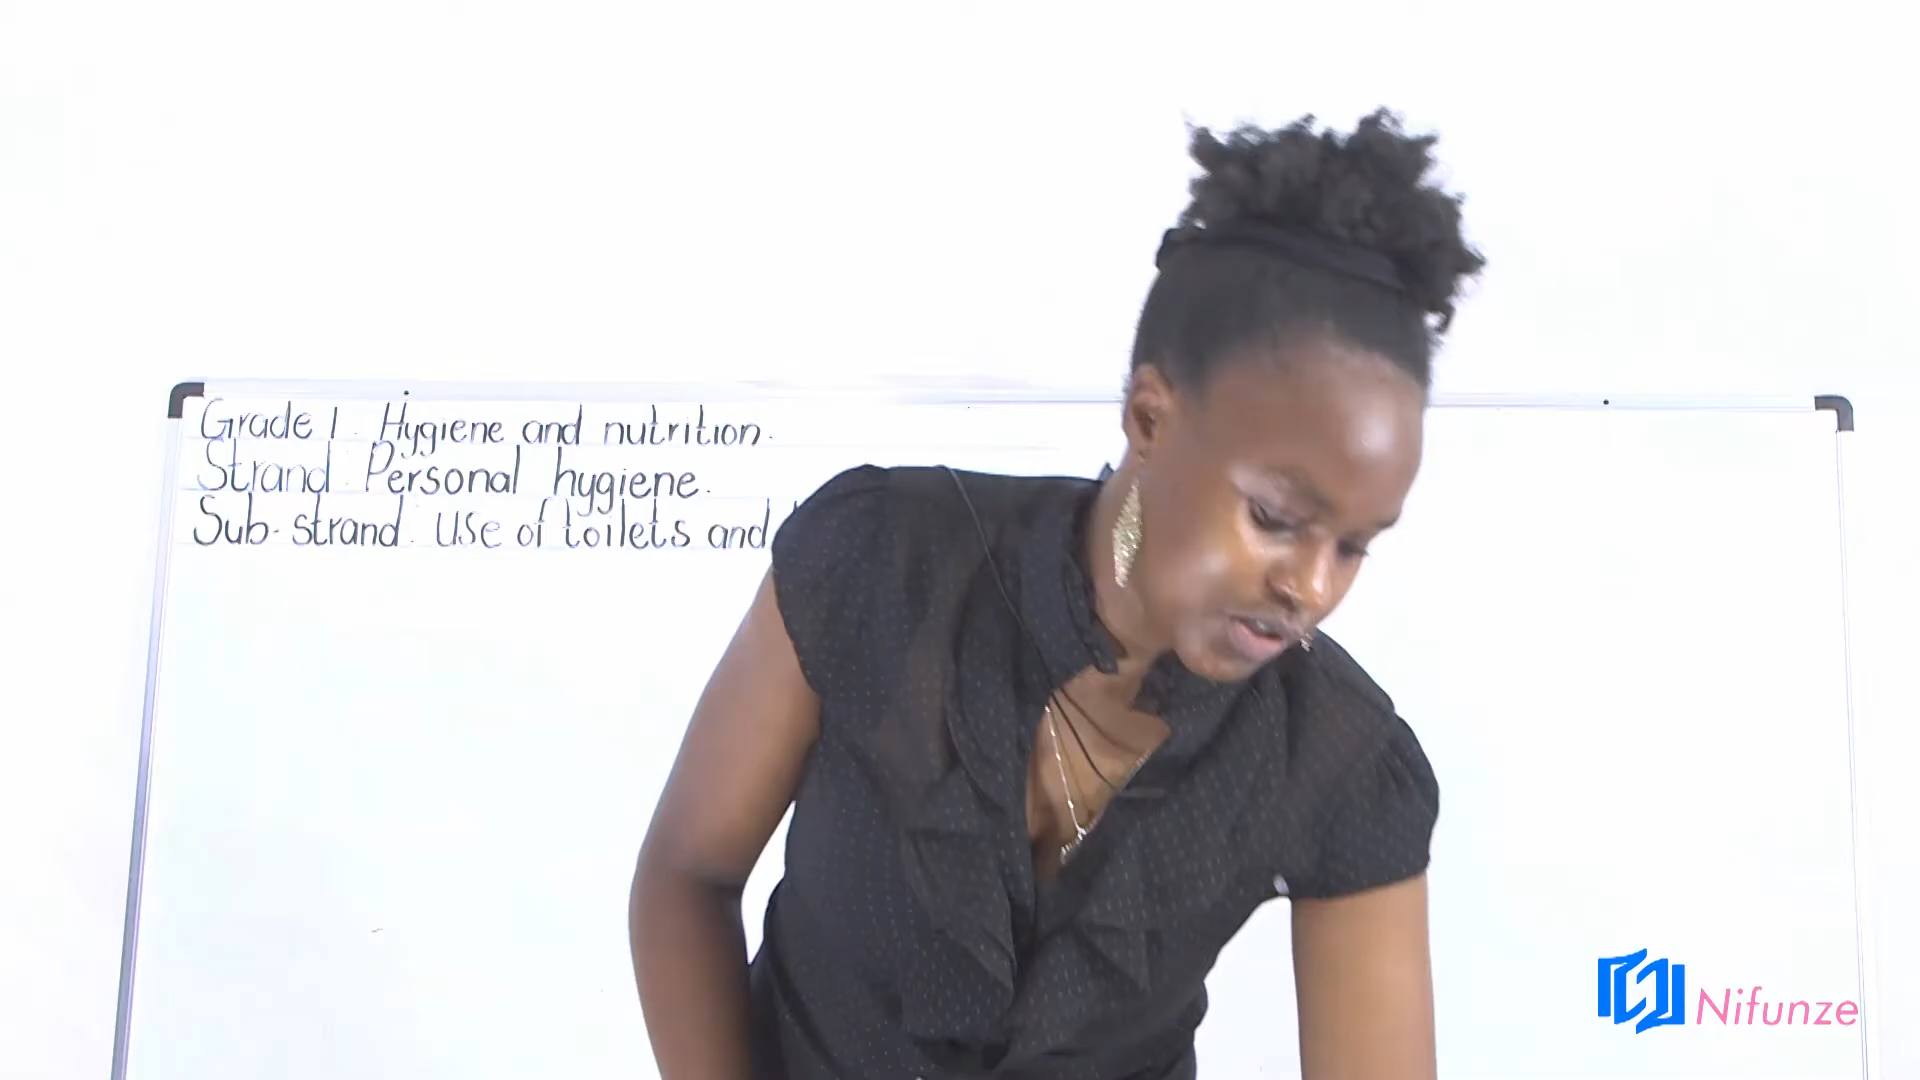 Grade 1. Hygiene and nutrition.
Strand. Personal hygiene.
Sub-strand. Use of toilets and
Nifunze